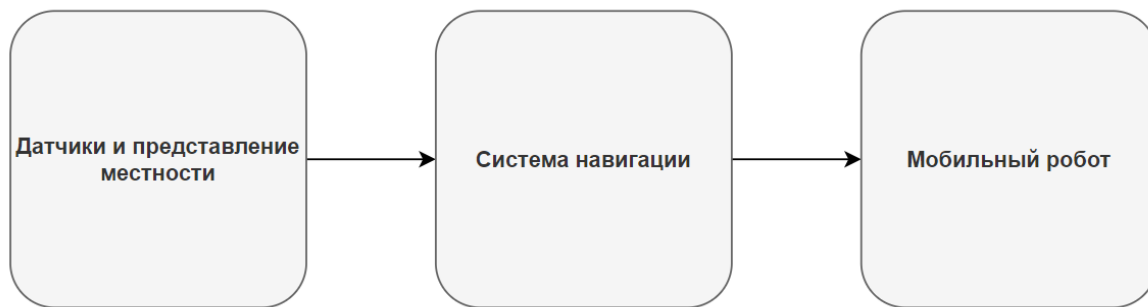 Датчики и представление
местности
Система навигации
Мобильный робот